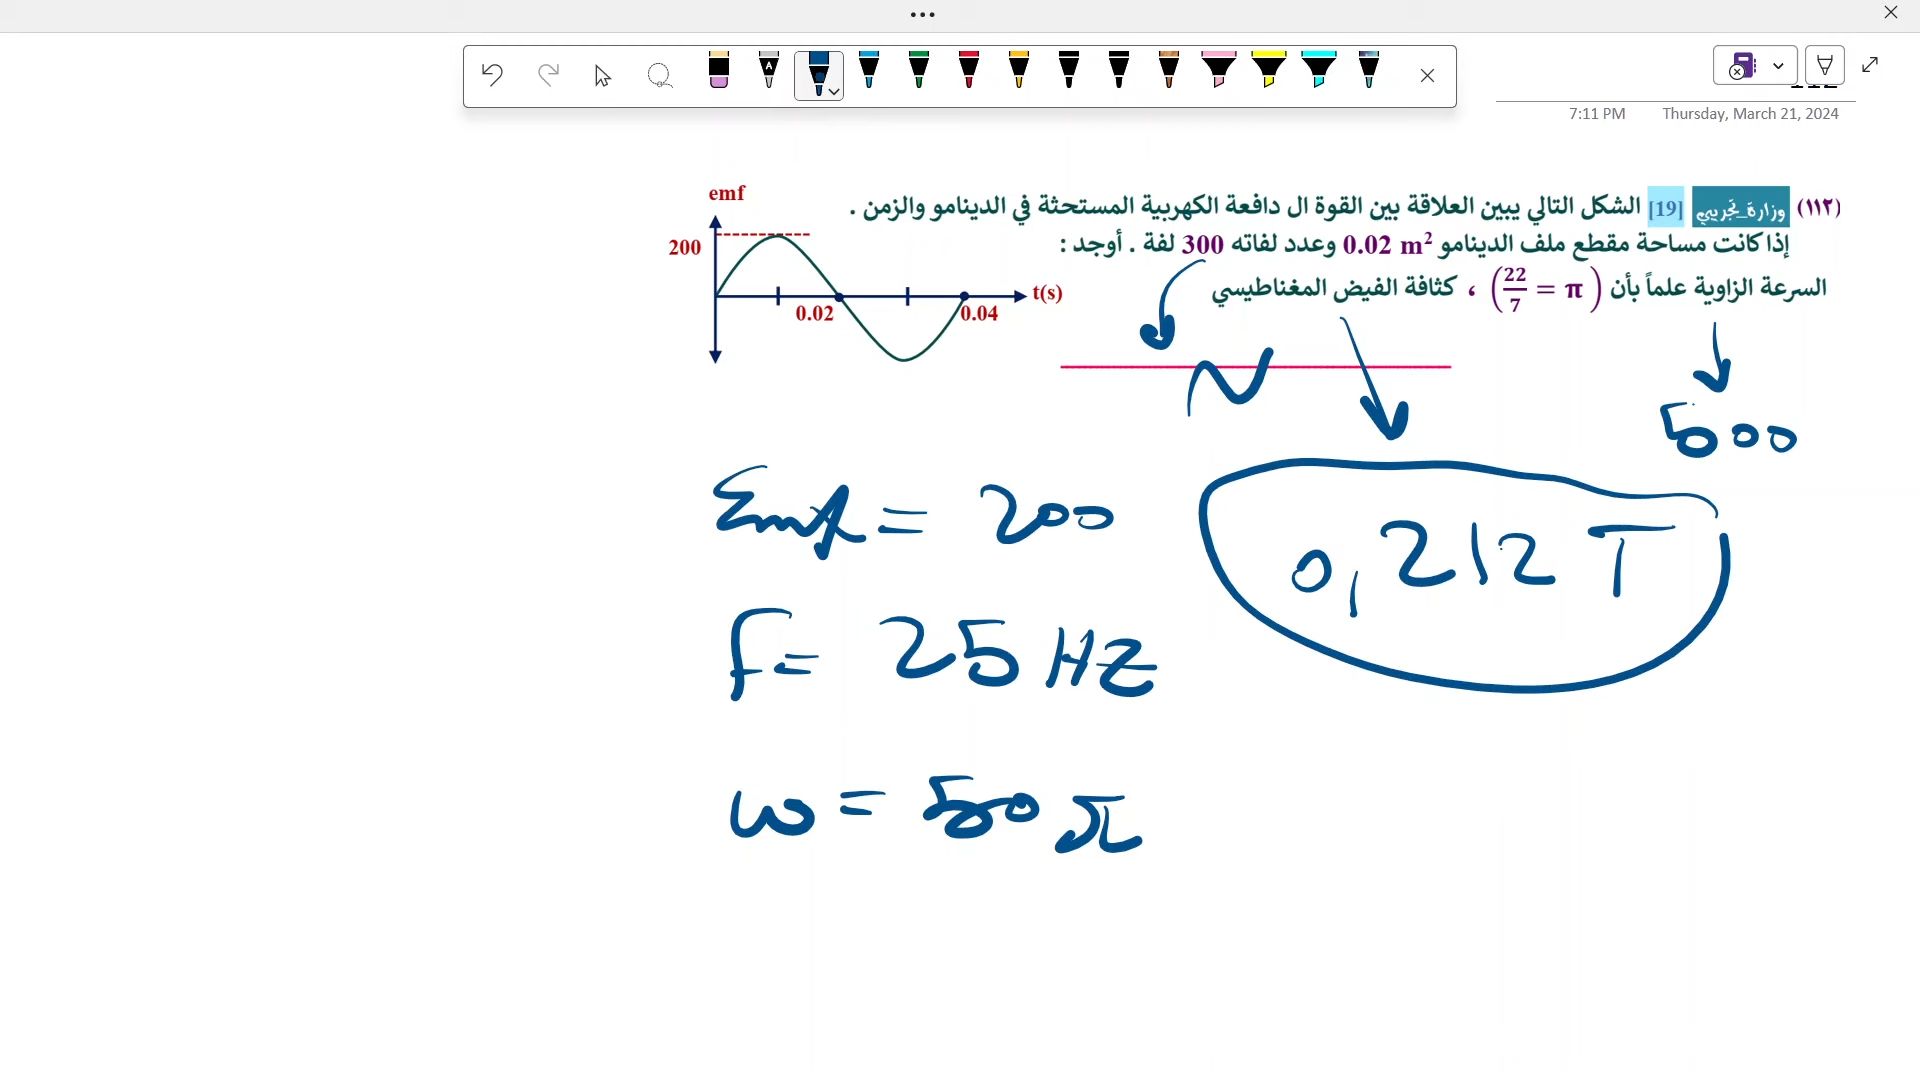 112
7:11 PM Thursday, March 21, 2024
(١١٢) وزارة_تجريبي [19] الشكل التالي يبين العلاقة بين القوة ال دافعة الكهربية المستحثة في الدينامو والزمن .
إذا كانت مساحة مقطع ملف الدينامو 0.02 m² وعدد لفاته 300 لفة . أوجد :
السرعة الزاوية علماً بأن (π = 22/7) ، كثافة الفيض المغناطيسي
emf
200
0.02
0.04
t(s)
N
500
Emf = 200
0,212 T
F = 25 HZ
ω = 50 π